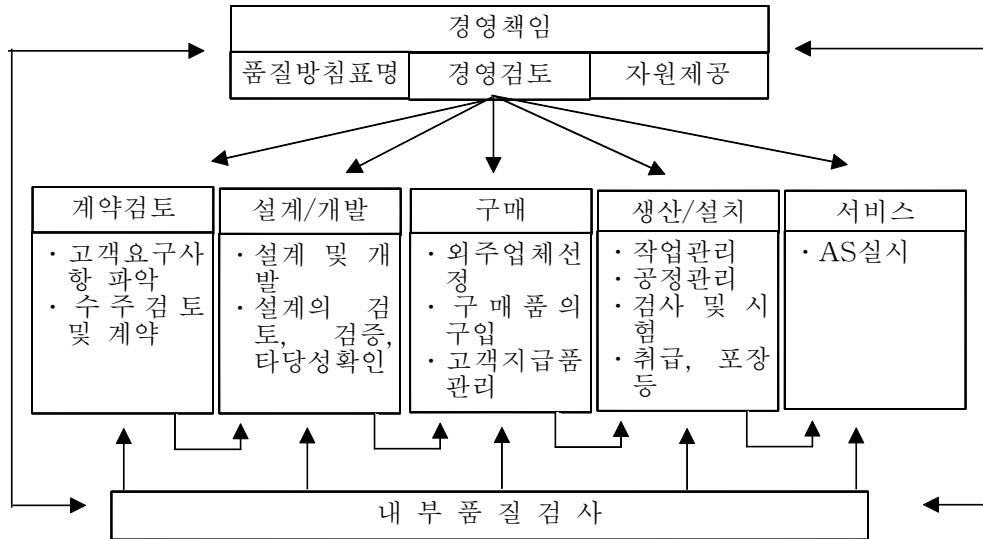 경영책임
품질방침표명 경영검토 자원제공
계약검토
· 고객요구사
항 파악
· 수주검토
및 계약
설계/개발
· 설계 및 개
발
· 설계의 검
토, 검증,
타당성확인
구매
· 외주업체선
정
· 구매품의
구입
· 고객지급품
관리
생산/설치
· 작업관리
· 공정관리
· 검사 및 시
험
· 취급, 포장
등
서비스
· AS실시
내 부 품 질 검 사